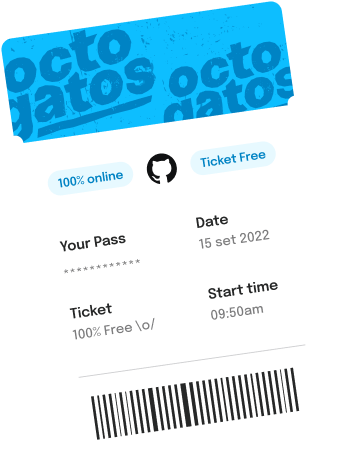 octo
gatos
octo
gatos
100% online
Ticket Free
Your Pass
************
Date
15 set 2022
Ticket
100% Free \o/
Start time
09:50am